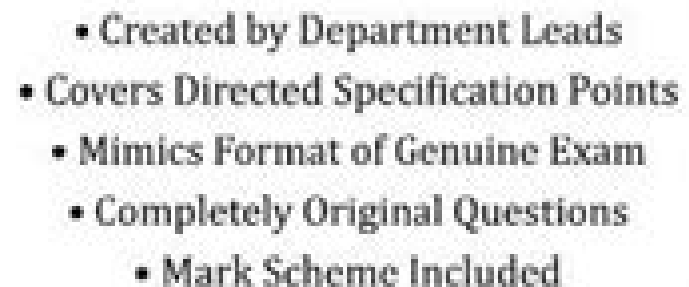 • Created by Department Leads
• Covers Directed Specification Points
• Mimics Format of Genuine Exam
• Completely Original Questions
• Mark Scheme Included